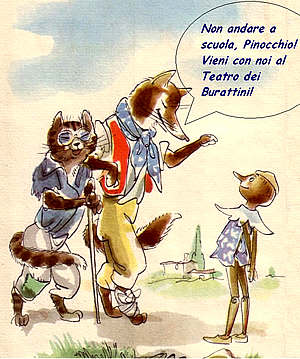 Non andare a
scuola, Pinocchio!
Vieni con noi al
Teatro dei
Burattini!